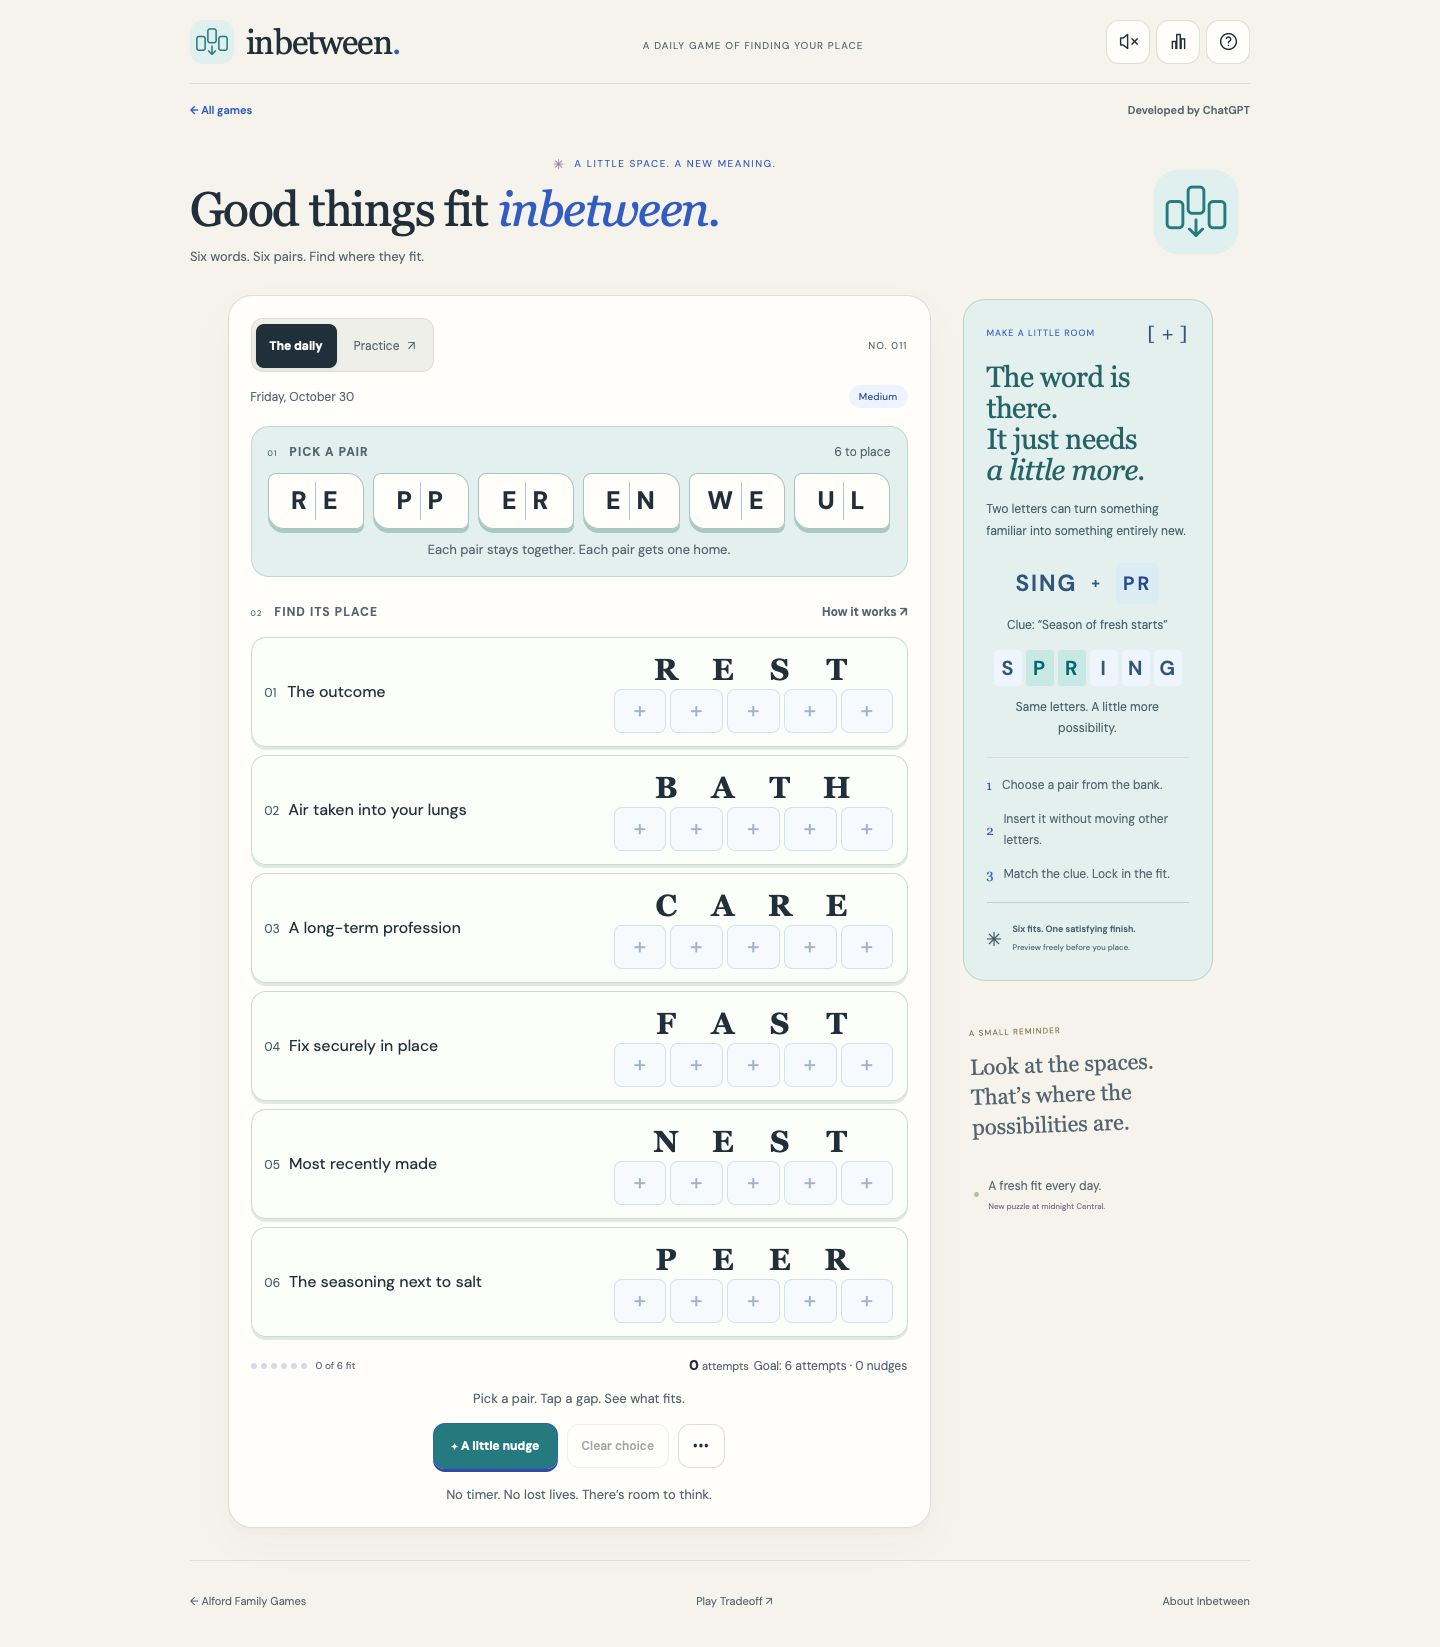 inbetween.
A DAILY GAME OF FINDING YOUR PLACE
← All games
Developed by ChatGPT
A LITTLE SPACE. A NEW MEANING.
Good things fit inbetween.
Six words. Six pairs. Find where they fit.
The daily
Practice ↗
NO. 011
Friday, October 30
Medium
01 PICK A PAIR
6 to place
R E
P P
E R
E N
W E
U L
Each pair stays together. Each pair gets one home.
02 FIND ITS PLACE
How it works ↗
01 The outcome
R E S T
+ + + + +
02 Air taken into your lungs
B A T H
+ + + + +
03 A long-term profession
C A R E
+ + + + +
04 Fix securely in place
F A S T
+ + + + +
05 Most recently made
N E S T
+ + + + +
06 The seasoning next to salt
P E E R
+ + + + +
0 of 6 fit
0 attempts Goal: 6 attempts · 0 nudges
Pick a pair. Tap a gap. See what fits.
A little nudge
Clear choice
•••
No timer. No lost lives. There’s room to think.
MAKE A LITTLE ROOM
[ + ]
The word is
there.
It just needs
a little more.
Two letters can turn something
familiar into something entirely new.
SING + PR
Clue: “Season of fresh starts”
S P R I N G
Same letters. A little more
possibility.
1 Choose a pair from the bank.
2 Insert it without moving other
letters.
3 Match the clue. Lock in the fit.
Six fits. One satisfying finish.
Preview freely before you place.
A SMALL REMINDER
Look at the spaces.
That’s where the
possibilities are.
A fresh fit every day.
New puzzle at midnight Central.
← Alford Family Games
Play Tradeoff ↗
About Inbetween